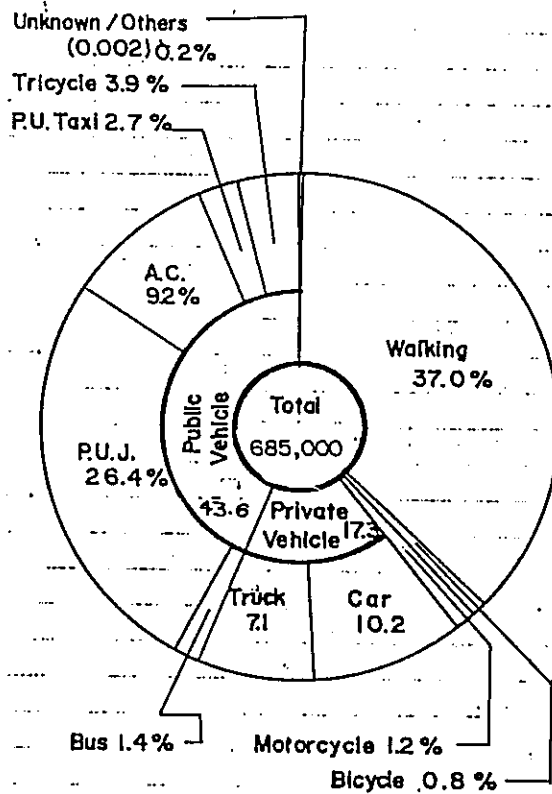 Unknown/Others
(0.002) 0.2%
Tricycle 3.9 %
P.U. Taxi 2.7 %
A.C.
9.2%
Walking
37.0 %
Public
Vehicle
43.6
Total
685,000
P.U.J.
26.4%
Private
Vehicle 17.3
Truck
7.1
Car
10.2
Bus 1.4 %
Motorcycle 1.2 %
Bicycle 0.8 %